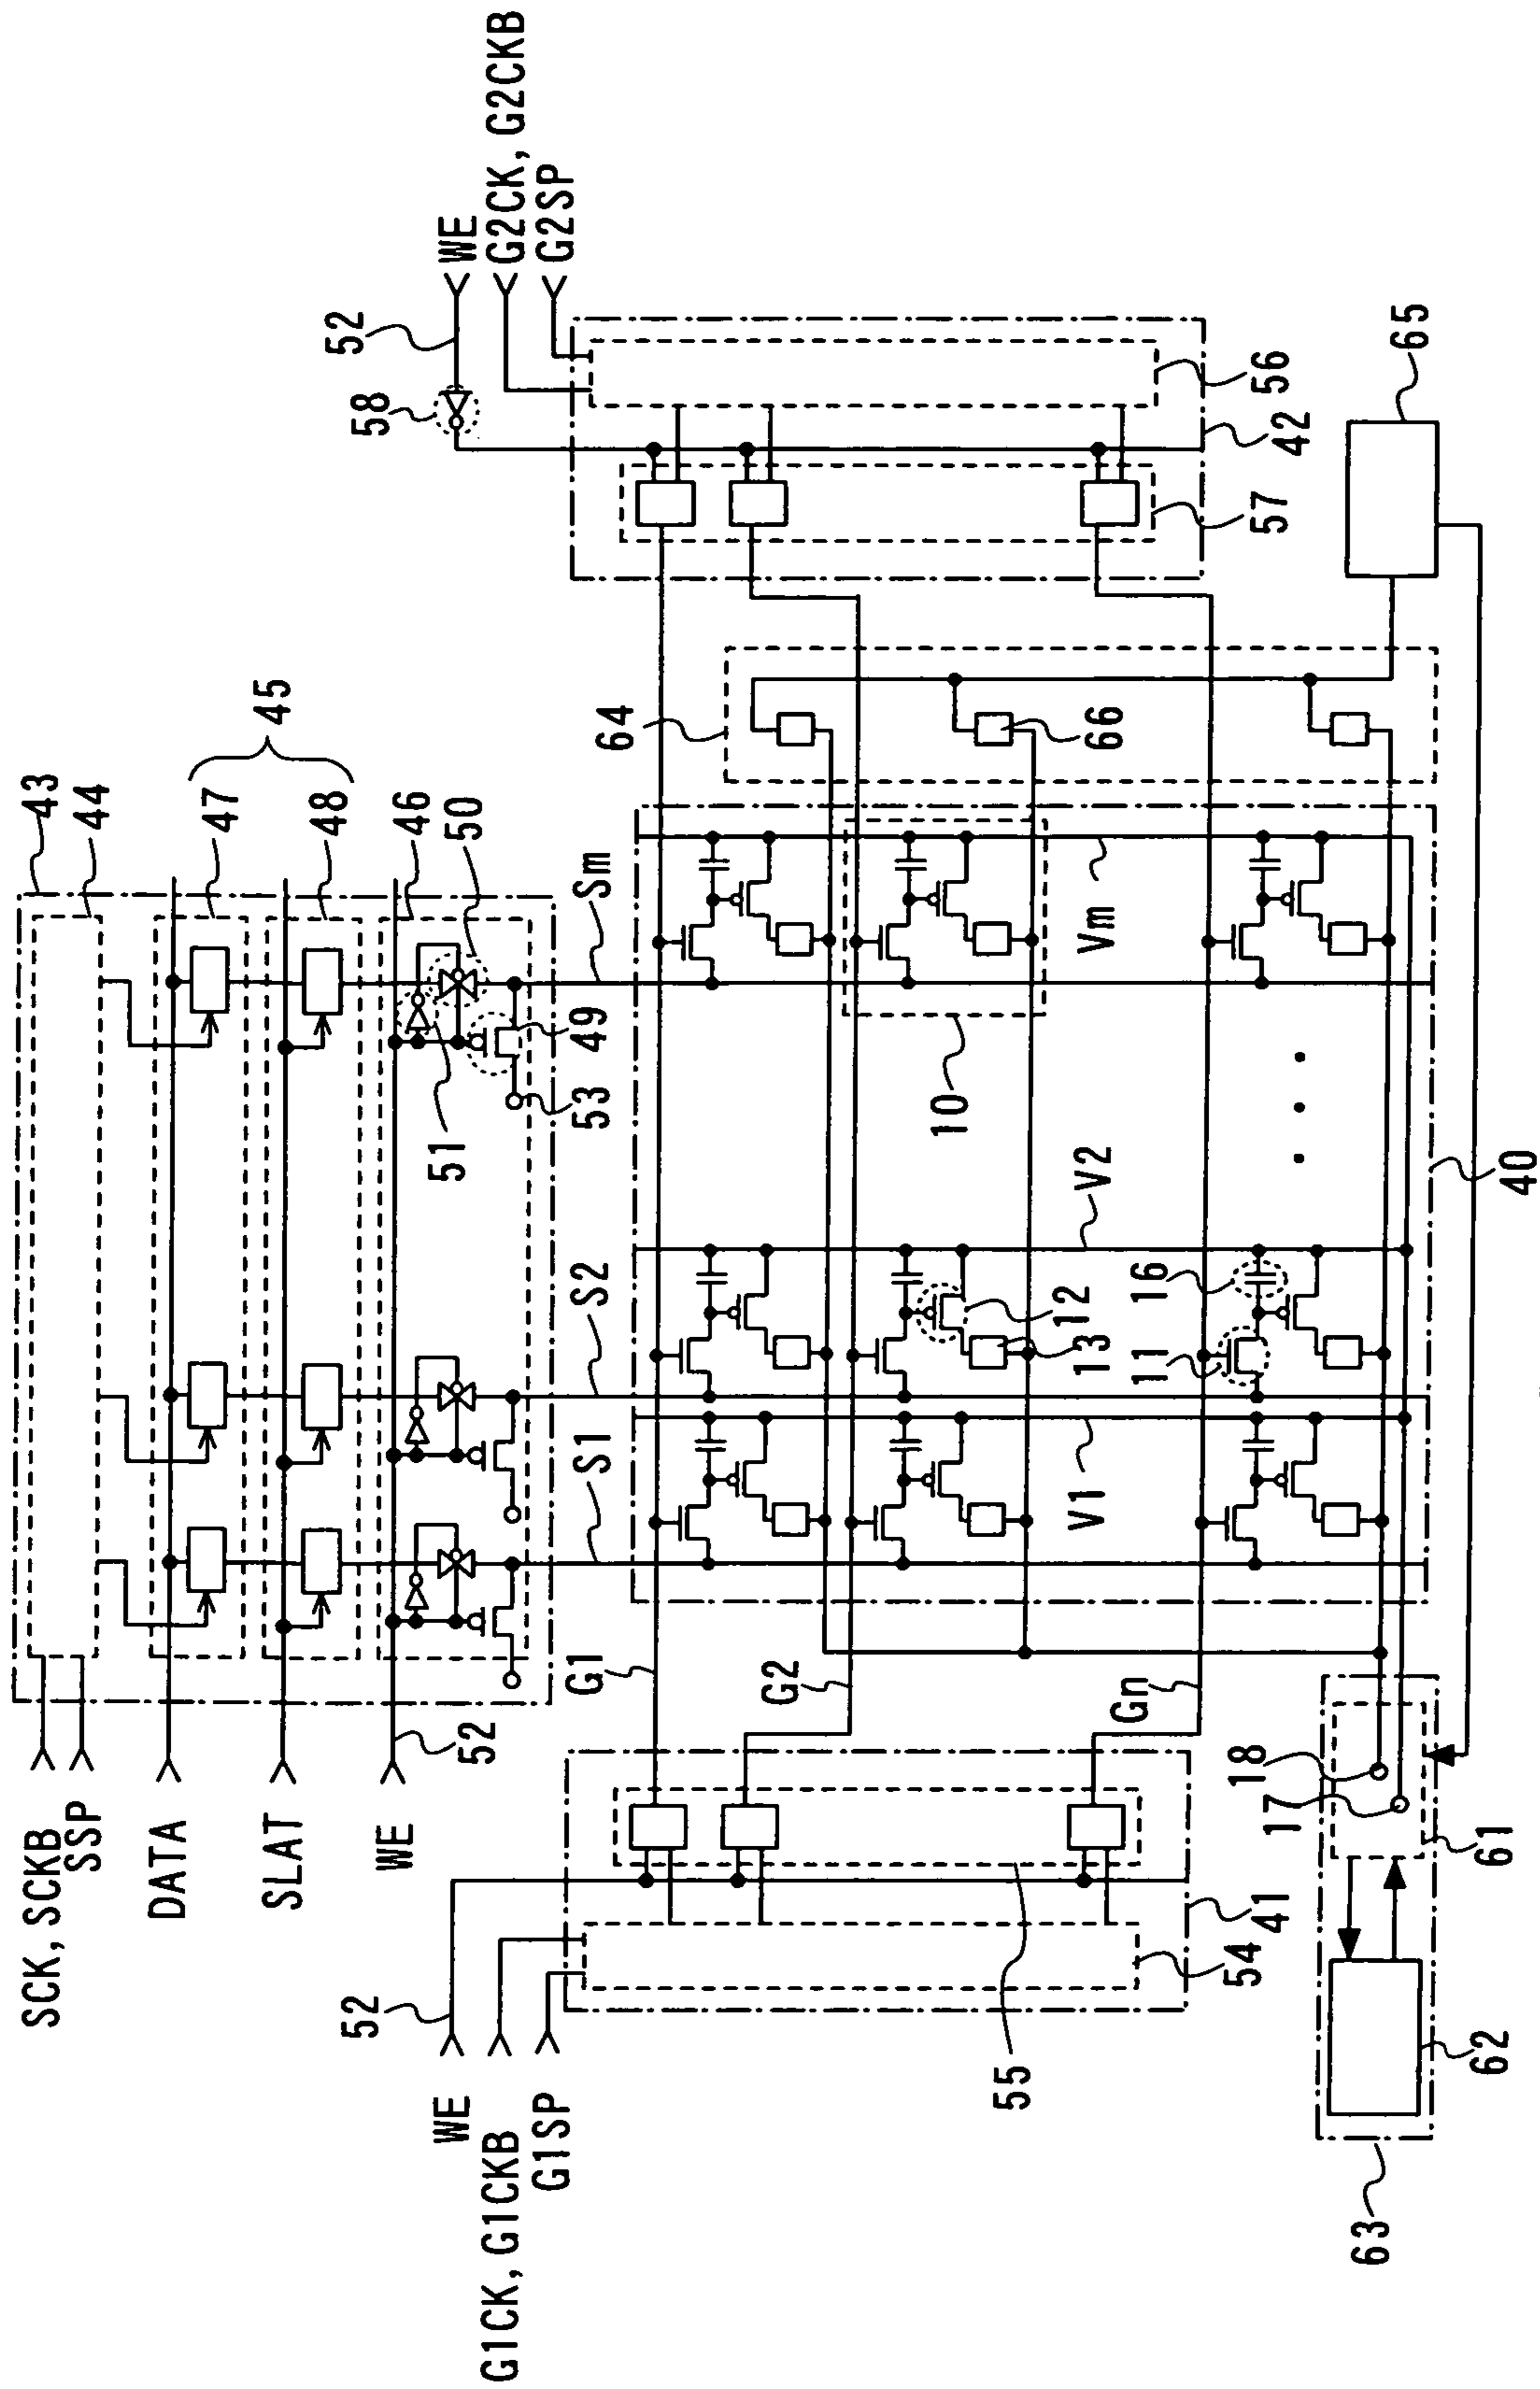 SCK, SCKB
SSP
DATA
SLAT
WE
52
43
44
47
45
48
46
50
51
49
53
S1
S2
Sm
WE
52
G1CK, G1CKB
G1SP
WE
52
58
G2CK, G2CKB
G2SP
G1
G2
Gn
55
54
41
56
42
57
64
66
65
10
Vm
V2
V1
16
12
13
11
40
18
17
61
62
63